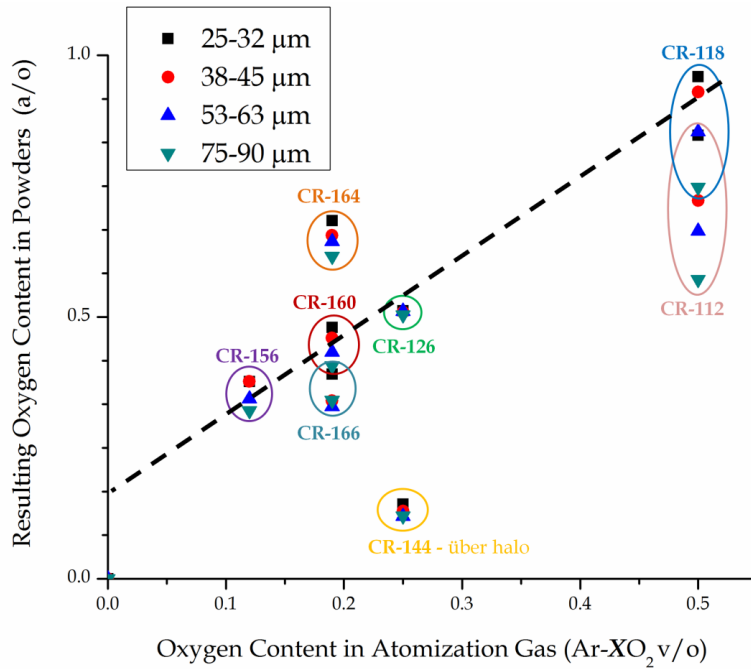 25-32 μm
38-45 μm
53-63 μm
75-90 μm
CR-118
CR-164
CR-160
CR-112
CR-126
CR-156
CR-166
CR-144 - über halo
Resulting Oxygen Content in Powders (a/o)
1.0
0.5
0.0
0.0 0.1 0.2 0.3 0.4 0.5
Oxygen Content in Atomization Gas (Ar-XO₂ v/o)